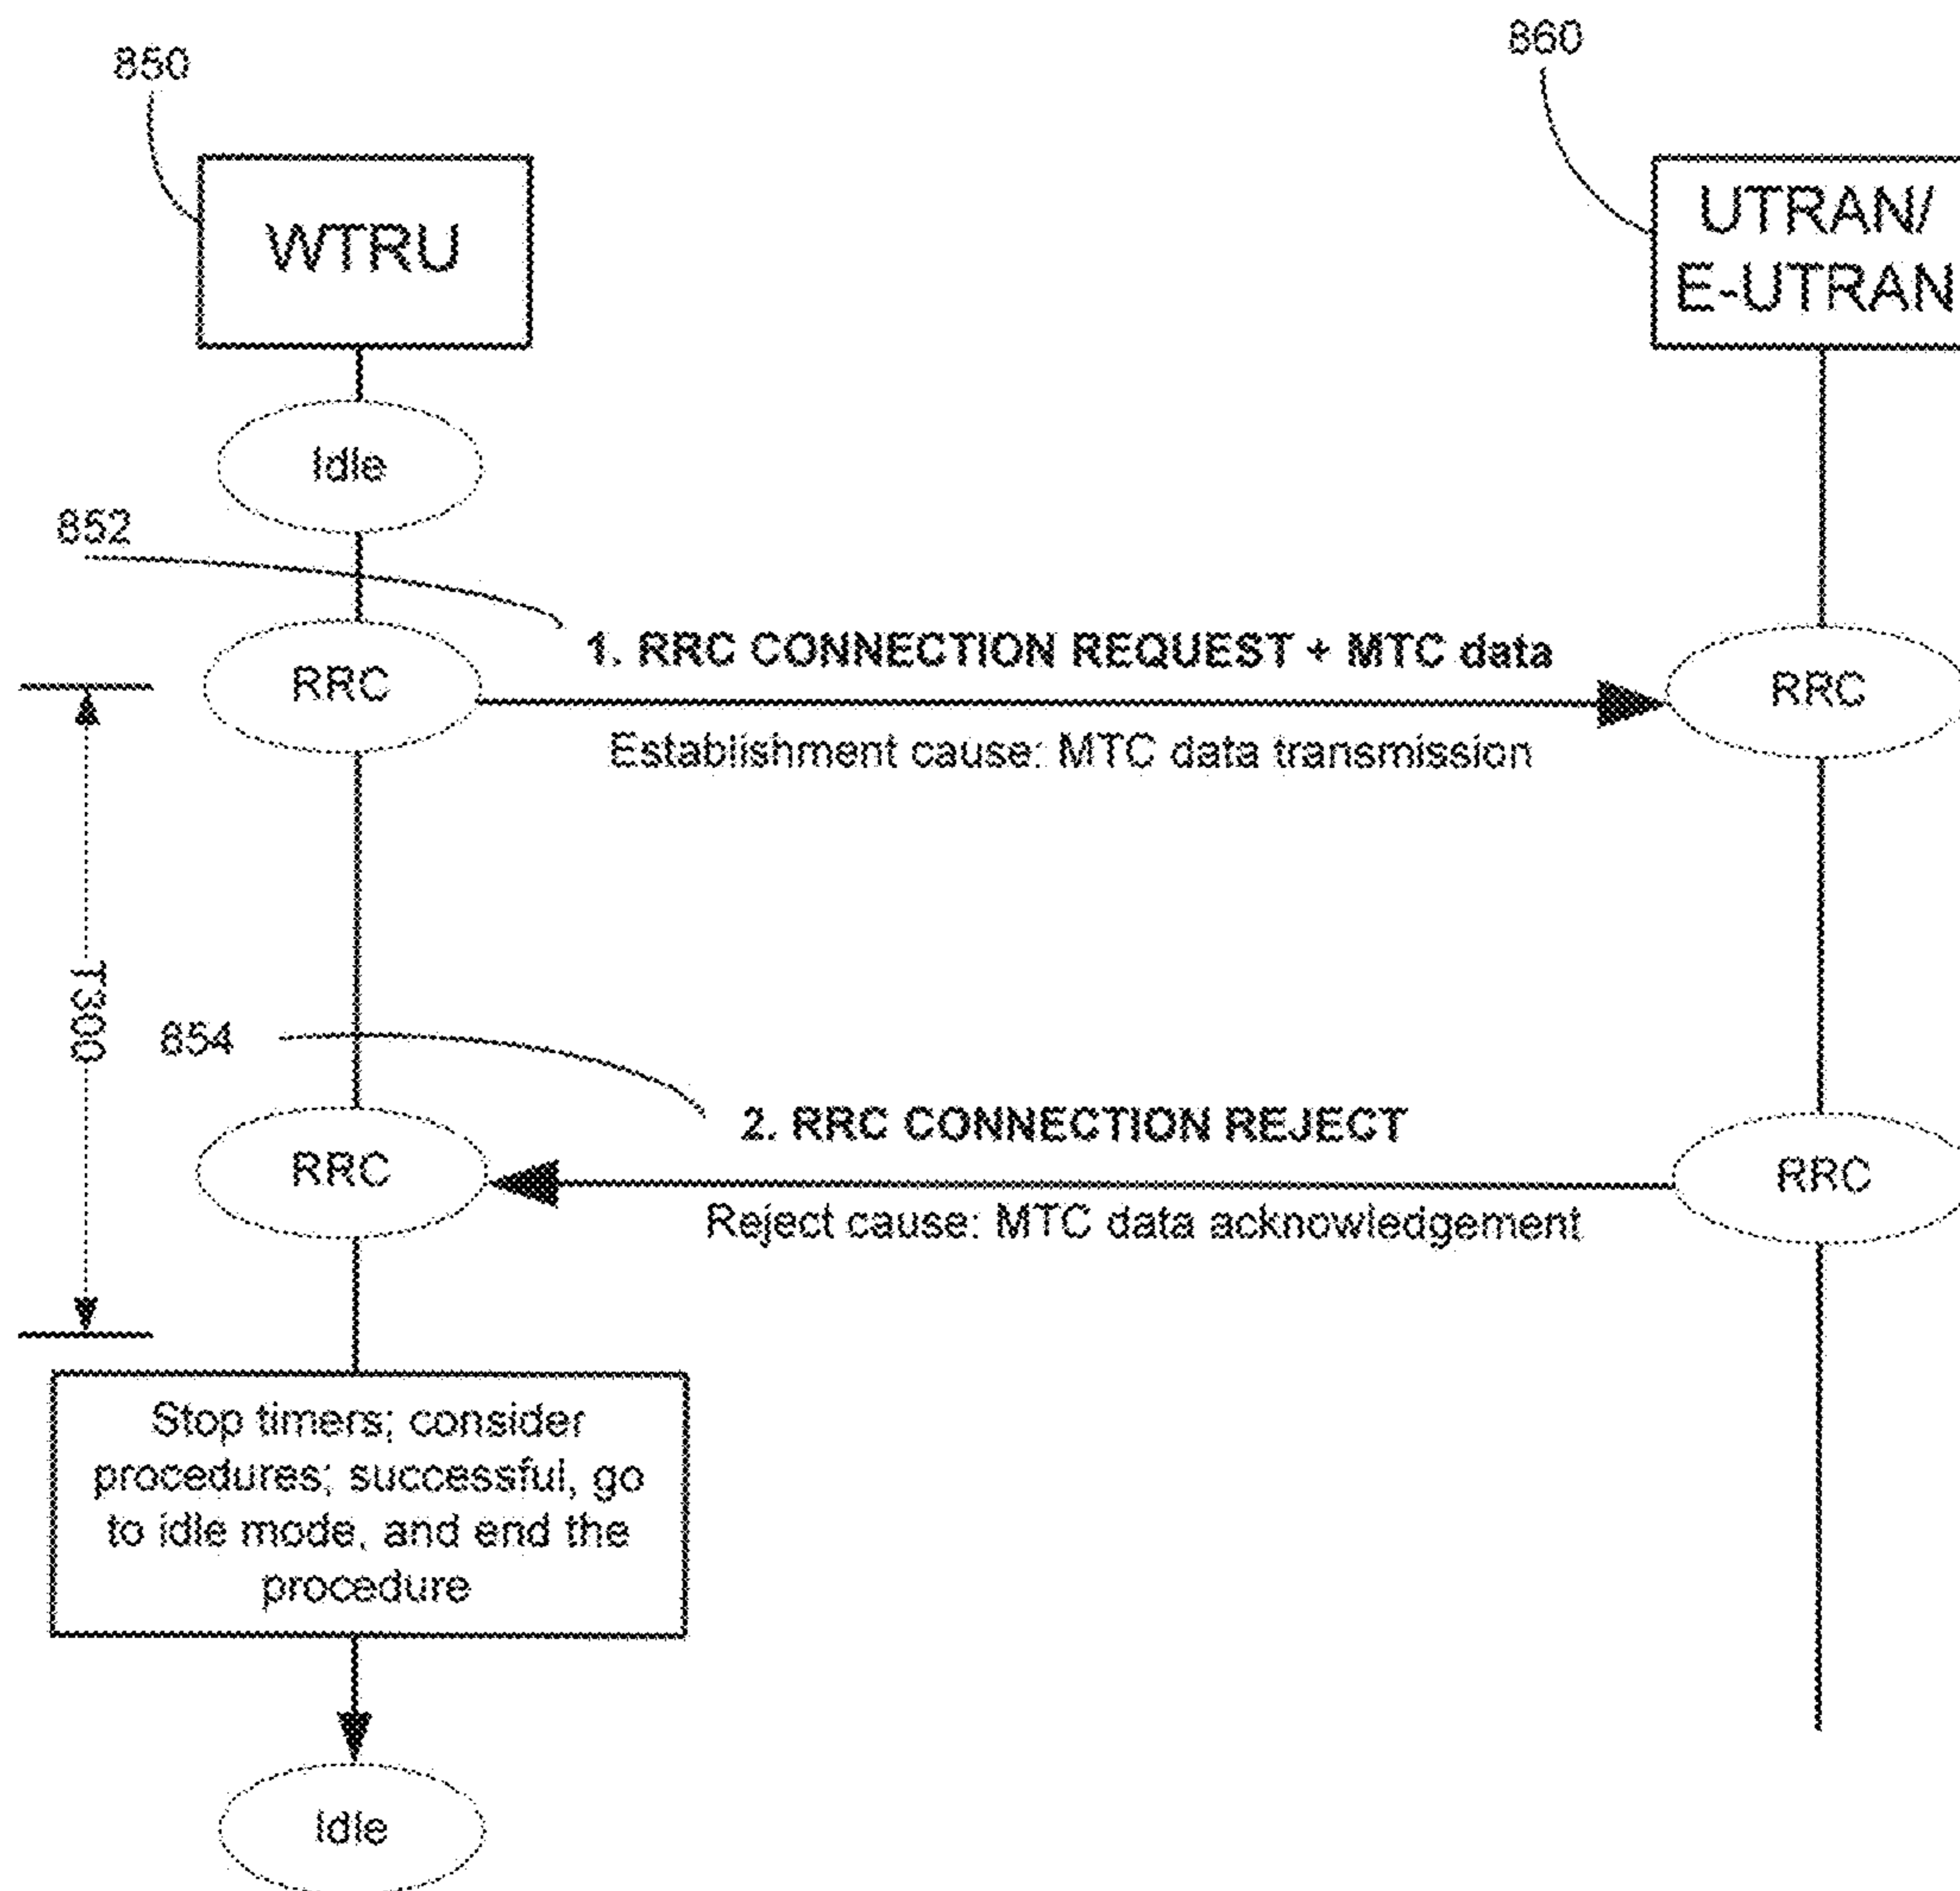 850
860
WTRU
UTRAN/
E-UTRAN
Idle
852
1. RRC CONNECTION REQUEST + MTC data
RRC
RRC
Establishment cause: MTC data transmission
T300
854
2. RRC CONNECTION REJECT
RRC
RRC
Reject cause: MTC data acknowledgement
Stop timers; consider
procedures; successful, go
to idle mode, and end the
procedure
Idle